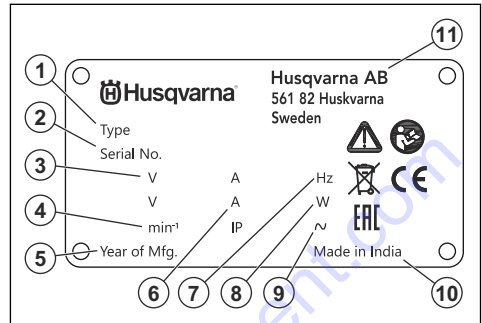 11
1
2
3
4
5
6
7
8
9
10
Husqvarna
Husqvarna AB
561 82 Huskvarna
Sweden
Type
Serial No.
V A Hz
V A W
min⁻¹ IP ~
Year of Mfg. Made in India
CE
EAC